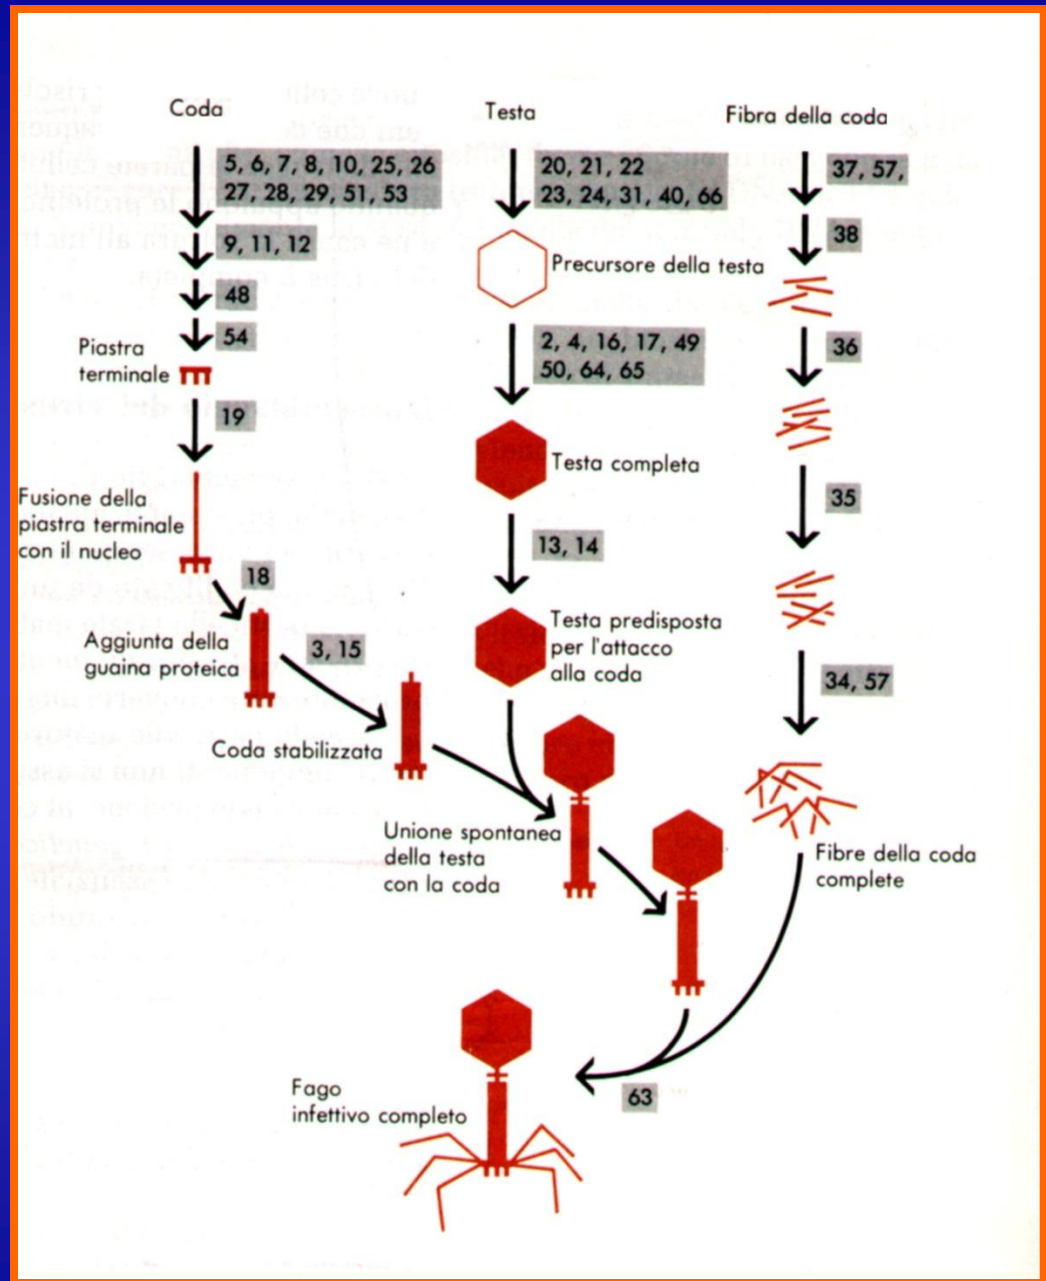 Coda
5, 6, 7, 8, 10, 25, 26
27, 28, 29, 51, 53
9, 11, 12
48
54
Piastra
terminale
19
Fusione della
piastra terminale
con il nucleo
18
Aggiunta della
guaina proteica
3, 15
Coda stabilizzata
Testa
20, 21, 22
23, 24, 31, 40, 66
Precursore della testa
2, 4, 16, 17, 49
50, 64, 65
Testa completa
13, 14
Testa predisposta
per l'attacco
alla coda
Unione spontanea
della testa
con la coda
Fibra della coda
37, 57,
38
36
35
34, 57
Fibre della coda
complete
63
Fago
infettivo completo